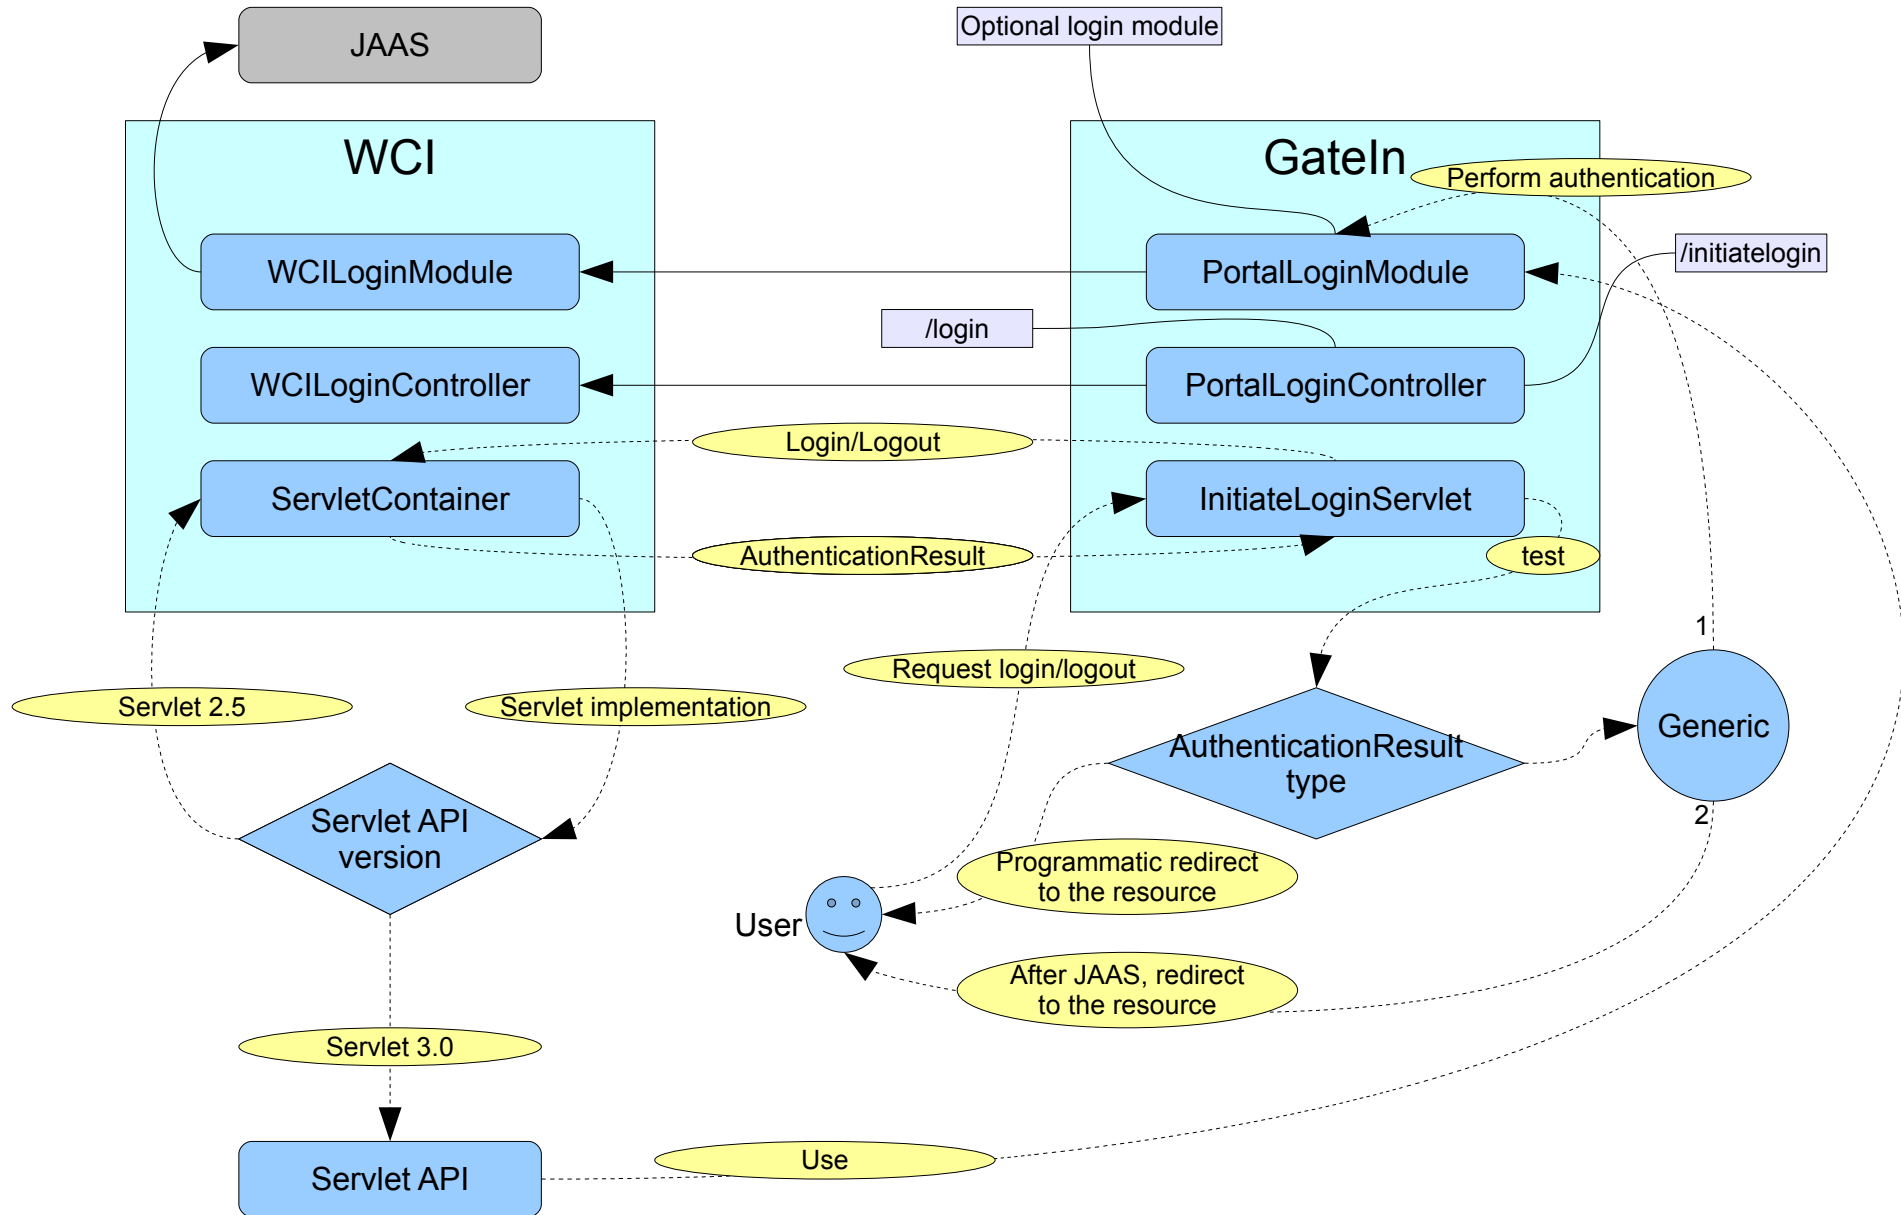 Optional login module
JAAS
WCI
GateIn
Perform authentication
WCILoginModule
PortalLoginModule
/initiatelogin
/login
WCILoginController
PortalLoginController
Login/Logout
ServletContainer
InitiateLoginServlet
AuthenticationResult
test
1
Request login/logout
Servlet 2.5
Servlet implementation
Generic
AuthenticationResult
type
2
Servlet API
version
Programmatic redirect
to the resource
User
After JAAS, redirect
to the resource
Servlet 3.0
Use
Servlet API